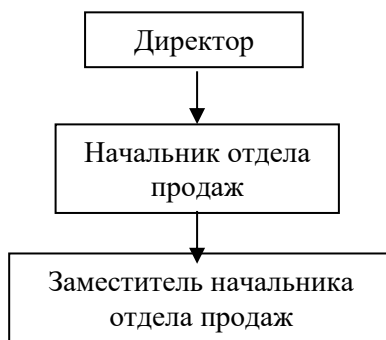 Директор
Начальник отдела
продаж
Заместитель начальника
отдела продаж